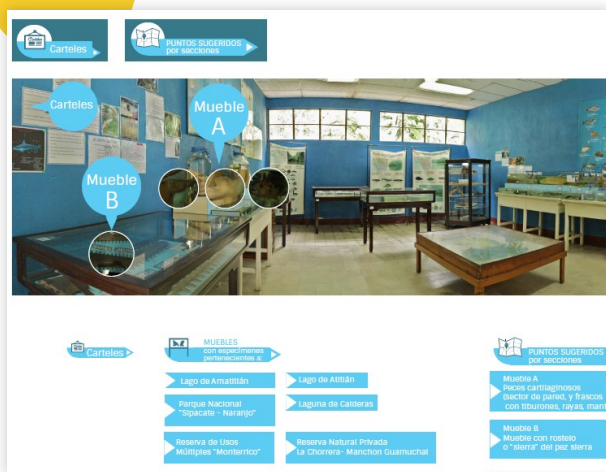 Carteles
PUNTOS SUGERIDOS
por secciones
Carteles
Mueble
A
Mueble
B
Carteles
MUEBLES
con especímenes
pertenecientes a:
Lago de Amatitlán
Lago de Atitlán
Parque Nacional
"Sipacate - Naranjo"
Laguna de Calderas
Reserva de Usos
Múltiples "Monterrico"
Reserva Natural Privada
La Chorrera- Manchón Guamuchal
PUNTOS SUGERIDOS
por secciones
Mueble A
Peces cartilaginosos
(sector de pared, y frascos
con tiburones, rayas, mant
Mueble B
Mueble con rostelo
o "sierra" del pez sierra